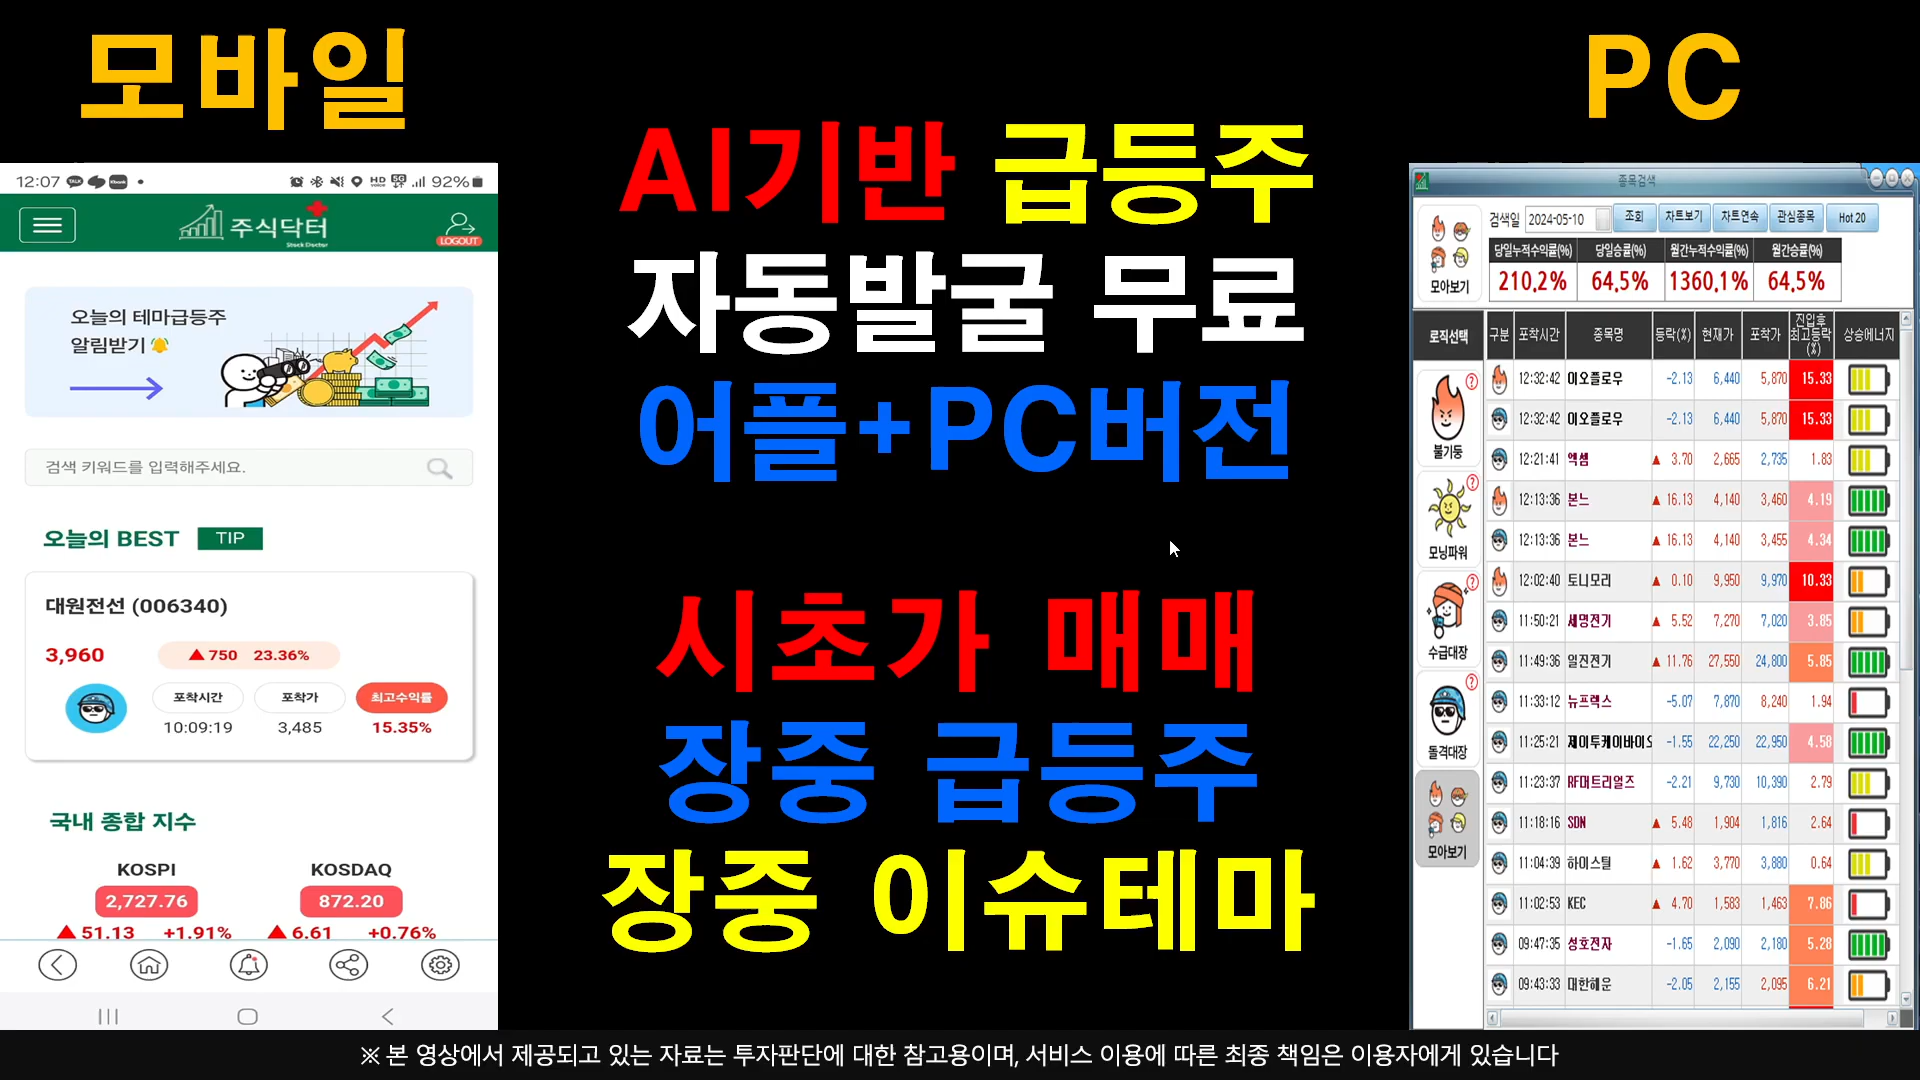 모바일
PC
AI기반 급등주
자동발굴 무료
어플+PC버전
시초가 매매
장중 급등주
장중 이슈테마
12:07 TALK Kbank HD VOICE 5G 92%
주식닥터
Stock Doctor
LOGOUT
오늘의 테마급등주
알림받기
검색 키워드를 입력해주세요.
오늘의 BEST TIP
대원전선 (006340)
3,960 ▲ 750 23.36%
포착시간 포착가 최고수익률
10:09:19 3,485 15.35%
국내 종합 지수
KOSPI KOSDAQ
2,727.76 872.20
▲ 51.13 +1.91% ▲ 6.61 +0.76%
종목검색
모아보기
검색일 2024-05-10 조회 차트보기 차트연속 관심종목 Hot 20
당일누적수익률(%) 당일승률(%) 월간누적수익률(%) 월간승률(%)
210,2% 64,5% 1360,1% 64,5%
로직선택
불기둥
모닝파워
수급대장
돌격대장
모아보기
구분 포착시간 종목명 등락(%) 현재가 포착가 진입후 최고등락 (%) 상승에너지
12:32:42 이오플로우 -2.13 6,440 5,870 15.33
12:32:42 이오플로우 -2.13 6,440 5,870 15.33
12:21:41 엑셈 ▲ 3.70 2,665 2,735 1.83
12:13:36 본느 ▲ 16.13 4,140 3,460 4.19
12:13:36 본느 ▲ 16.13 4,140 3,455 4.34
12:02:40 토니모리 ▲ 0.10 9,950 9,970 10.33
11:50:21 세명전기 ▲ 5.52 7,270 7,020 3.85
11:49:36 일진전기 ▲ 11.76 27,550 24,800 5.85
11:33:12 뉴프렉스 -5.07 7,870 8,240 1.94
11:25:21 제이투케이바이오 -1.55 22,250 22,950 4.58
11:23:37 RF머트리얼즈 -2.21 9,730 10,390 2.79
11:18:16 SDN ▲ 5.48 1,904 1,816 2.64
11:04:39 하이스틸 ▲ 1.62 3,770 3,880 0.64
11:02:53 KEC ▲ 4.70 1,583 1,463 7.86
09:47:35 성호전자 -1.65 2,090 2,180 5.28
09:43:33 대한해운 -2.05 2,155 2,095 6.21
※ 본 영상에서 제공되고 있는 자료는 투자판단에 대한 참고용이며, 서비스 이용에 따른 최종 책임은 이용자에게 있습니다